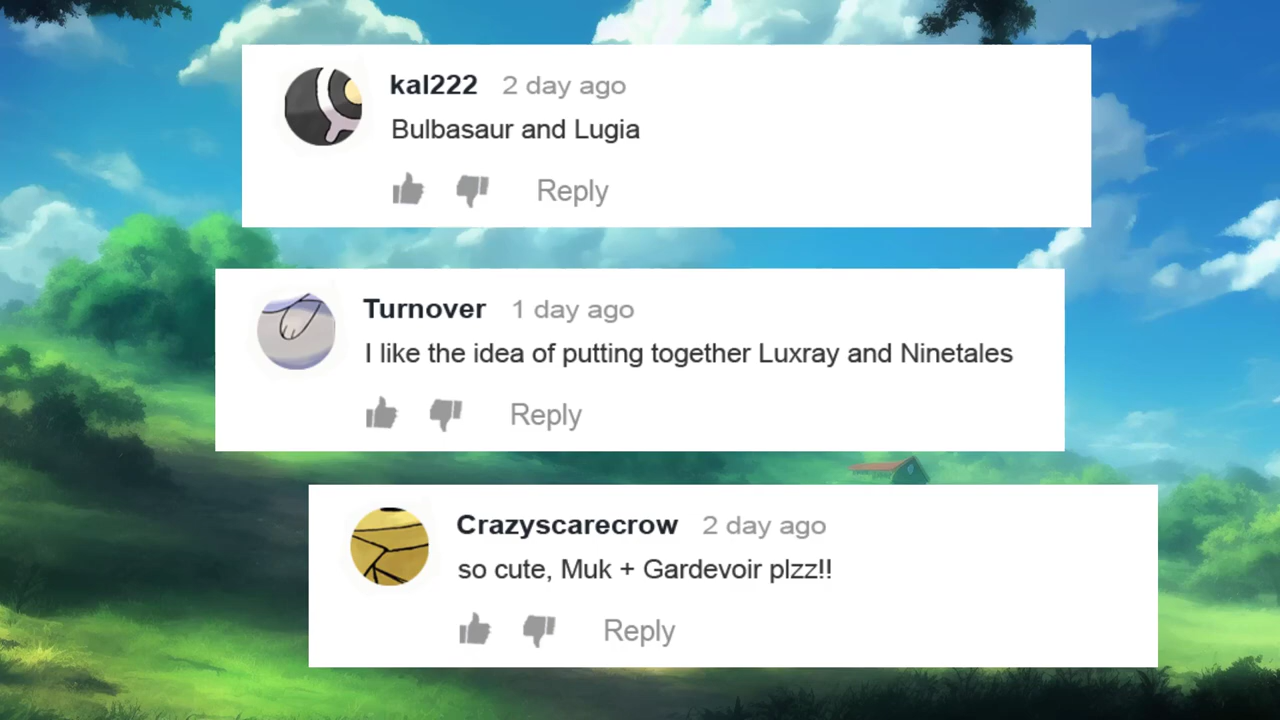 kal222 2 day ago
Bulbasaur and Lugia
Reply
Turnover 1 day ago
I like the idea of putting together Luxray and Ninetales
Reply
Crazyscarecrow 2 day ago
so cute, Muk + Gardevoir plzz!!
Reply